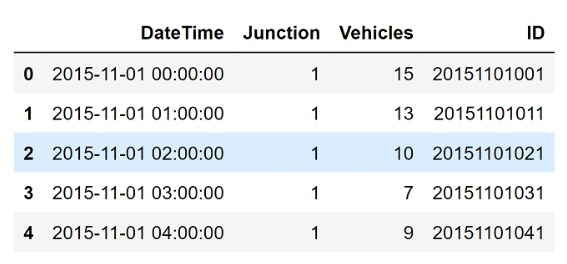 DateTime Junction Vehicles ID
0 2015-11-01 00:00:00 1 15 20151101001
1 2015-11-01 01:00:00 1 13 20151101011
2 2015-11-01 02:00:00 1 10 20151101021
3 2015-11-01 03:00:00 1 7 20151101031
4 2015-11-01 04:00:00 1 9 20151101041